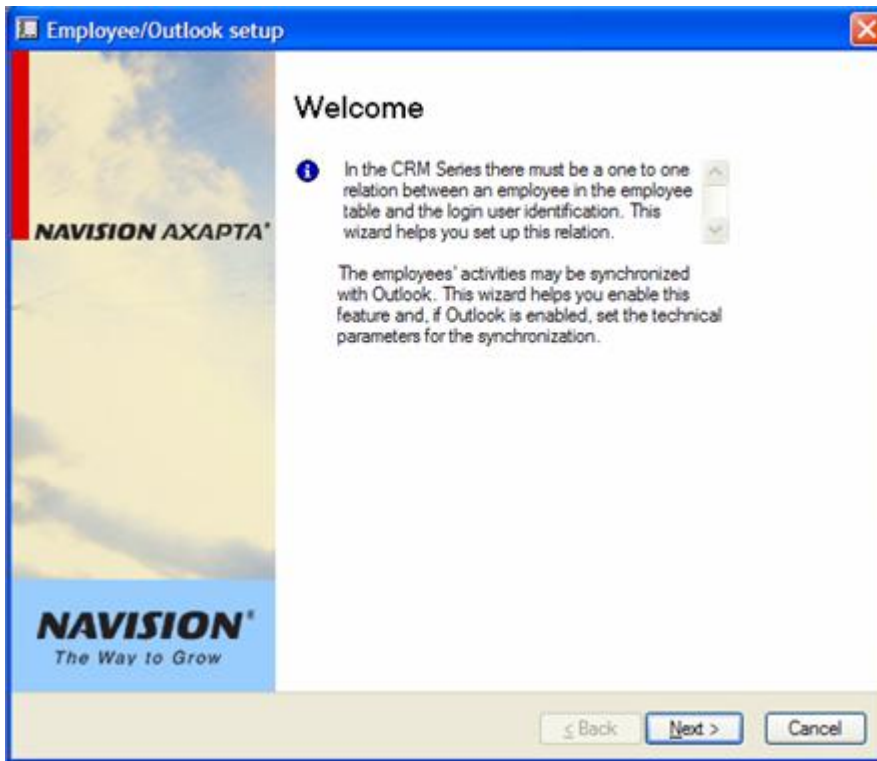 Employee/Outlook setup
Welcome
In the CRM Series there must be a one to one
relation between an employee in the employee
table and the login user identification. This
wizard helps you set up this relation.
NAVISION AXAPTA®
The employees' activities may be synchronized
with Outlook. This wizard helps you enable this
feature and, if Outlook is enabled, set the technical
parameters for the synchronization.
NAVISION®
The Way to Grow
< Back
Next >
Cancel